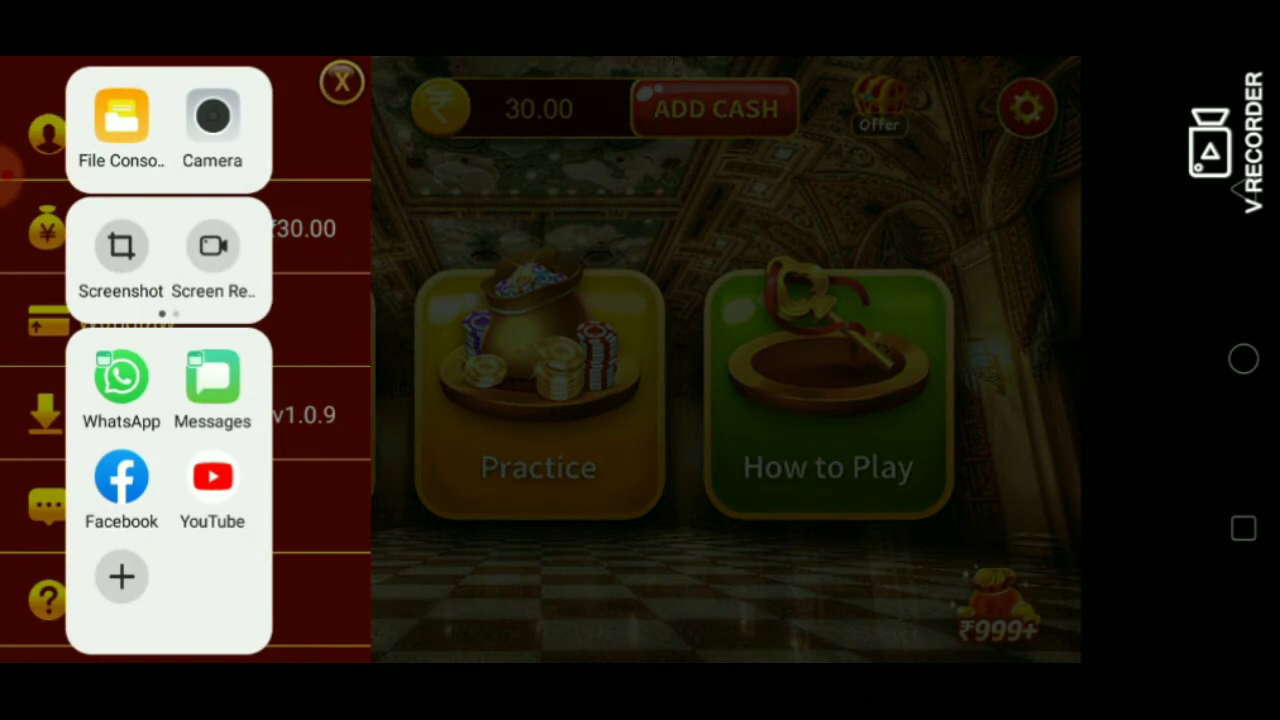 File Conso..
Camera
Screenshot
Screen Re..
WhatsApp
Messages
Facebook
YouTube
₹30.00
v1.0.9
X
30.00
ADD CASH
Offer
Practice
How to Play
₹999+
V-RECORDER